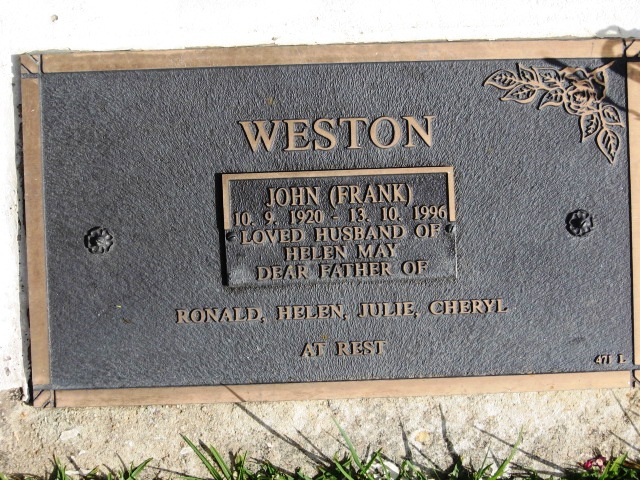 WESTON
JOHN (FRANK)
10. 9. 1920 - 13. 10. 1996
LOVED HUSBAND OF
HELEN MAY
DEAR FATHER OF
RONALD, HELEN, JULIE, CHERYL
AT REST